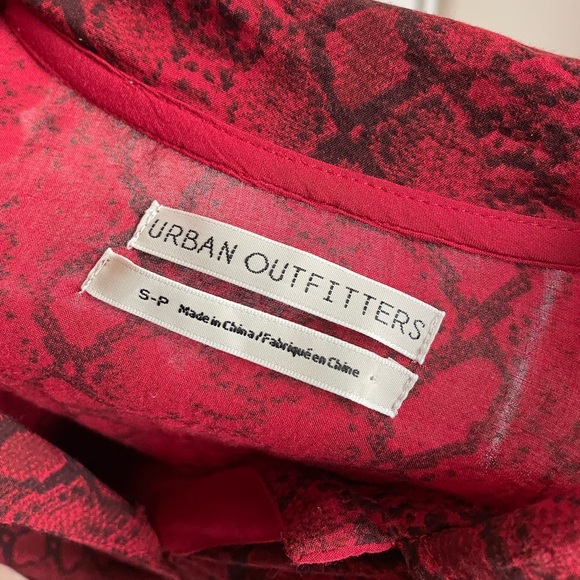 URBAN OUTFITTERS
S-P Made in China/Fabriqué en Chine